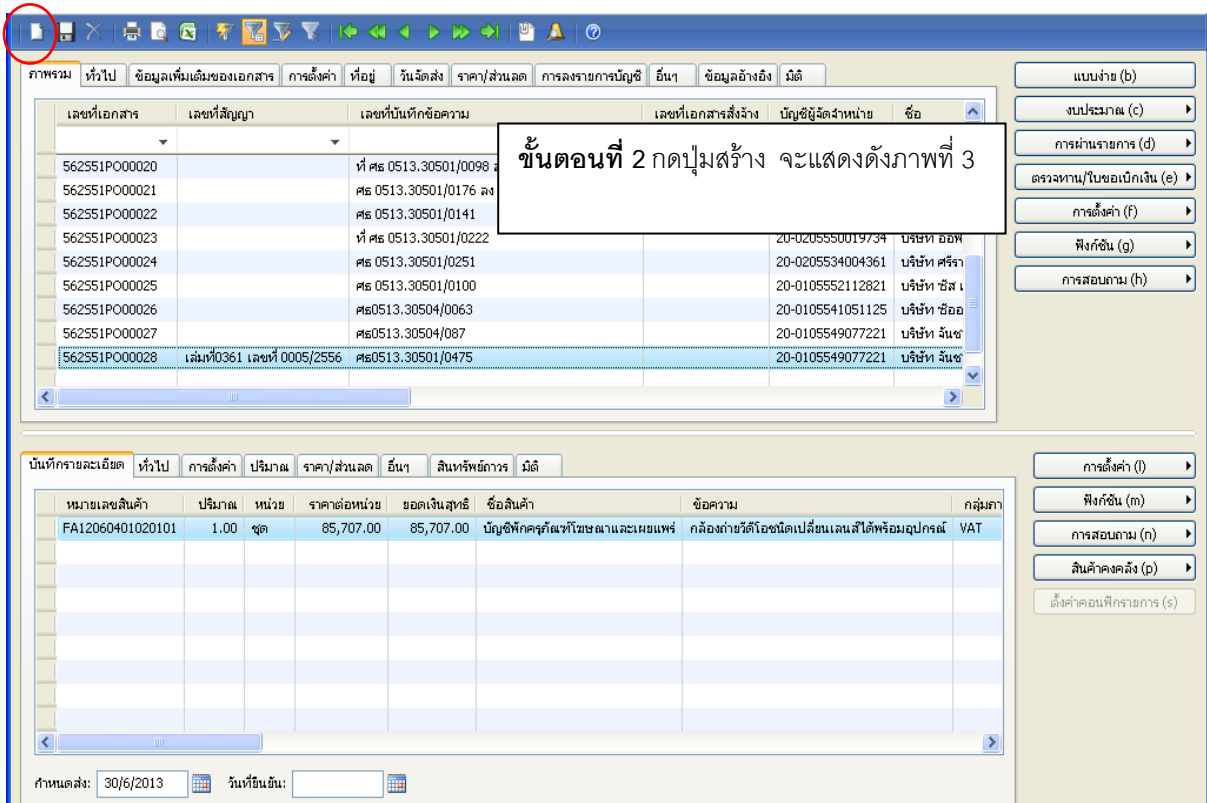 ภาพรวม ทั่วไป ข้อมูลเพิ่มเติมของเอกสาร การตั้งค่า ที่อยู่ วันจัดส่ง ราคา/ส่วนลด การลงรายการบัญชี อื่นๆ ข้อมูลอ้างอิง มิติ
แบบง่าย (b)
งบประมาณ (c)
การผ่านรายการ (d)
ตรวจทาน/ใบขอเบิกเงิน (e)
การตั้งค่า (f)
ฟังก์ชัน (g)
การสอบถาม (h)
เลขที่เอกสาร เลขที่สัญญา เลขที่บันทึกข้อความ เลขที่เอกสารสั่งจ้าง บัญชีผู้จัดจำหน่าย ชื่อ
ขั้นตอนที่ 2 กดปุ่มสร้าง จะแสดงดังภาพที่ 3
562S51PO00020 ที่ ศธ 0513.30501/0098
562S51PO00021 ศธ 0513.30501/0176 ลง
562S51PO00022 ศธ 0513.30501/0141
562S51PO00023 ที่ ศธ 0513.30501/0222 20-0205550019734 บริษัท ออฟ
562S51PO00024 ศธ 0513.30501/0251 20-0205534004361 บริษัท ศรีรา
562S51PO00025 ศธ 0513.30501/0100 20-0105552112821 บริษัท ซีส
562S51PO00026 ศธ0513.30504/0063 20-0105541051125 บริษัท ซีออ
562S51PO00027 ศธ0513.30504/087 20-0105549077221 บริษัท ฉันช
562S51PO00028 เล่มที่0361 เลขที่ 0005/2556 ศธ0513.30501/0475 20-0105549077221 บริษัท ฉันช
บันทึกรายละเอียด ทั่วไป การตั้งค่า ปริมาณ ราคา/ส่วนลด อื่นๆ สินทรัพย์ถาวร มิติ
การตั้งค่า (l)
ฟังก์ชัน (m)
การสอบถาม (n)
สินค้าคงคลัง (p)
ตั้งค่าคอนฟิกรายการ (s)
หมายเลขสินค้า ปริมาณ หน่วย ราคาต่อหน่วย ยอดเงินสุทธิ ชื่อสินค้า ข้อความ กลุ่มภา
FA12060401020101 1.00 ชุด 85,707.00 85,707.00 บัญชีพักครุภัณฑ์โฆษณาและเผยแพร่ กล้องถ่ายวีดีโอชนิดเปลี่ยนเลนส์ได้พร้อมอุปกรณ์ VAT
กำหนดส่ง: 30/6/2013 วันที่ยืนยัน: